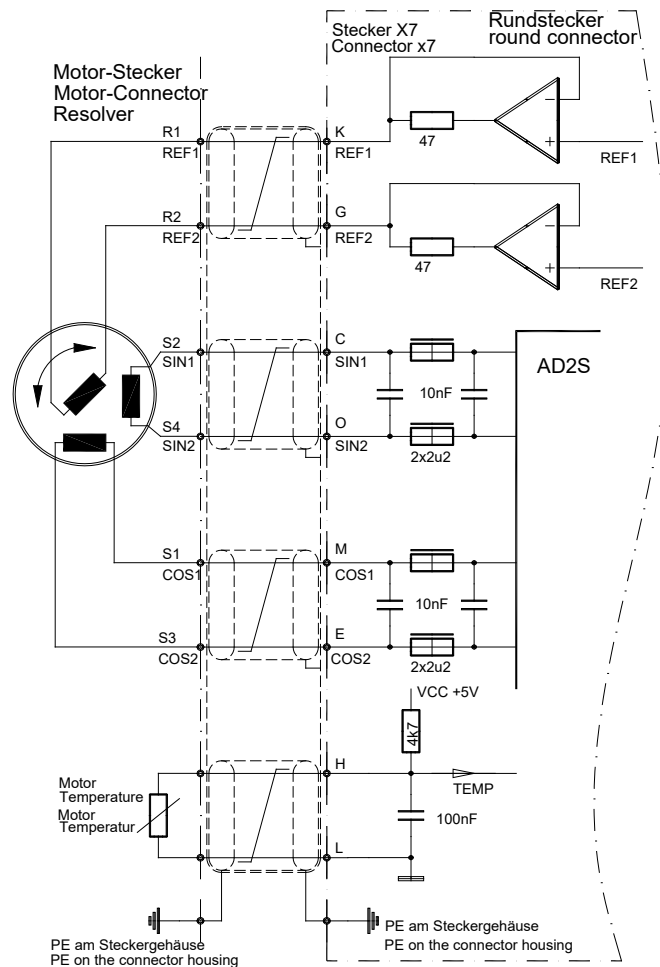 Stecker X7
Connector x7
Rundstecker
round connector
Motor-Stecker
Motor-Connector
Resolver
R1
REF1
K
REF1
47
REF1
R2
REF2
G
REF2
47
REF2
S2
SIN1
C
SIN1
AD2S
10nF
S4
SIN2
O
SIN2
2x2u2
S1
COS1
M
COS1
10nF
S3
COS2
E
COS2
2x2u2
VCC +5V
4k7
H
TEMP
Motor
Temperature
Motor
Temperatur
100nF
L
PE am Steckergehäuse
PE on the connector housing
PE am Steckergehäuse
PE on the connector housing
- + - +